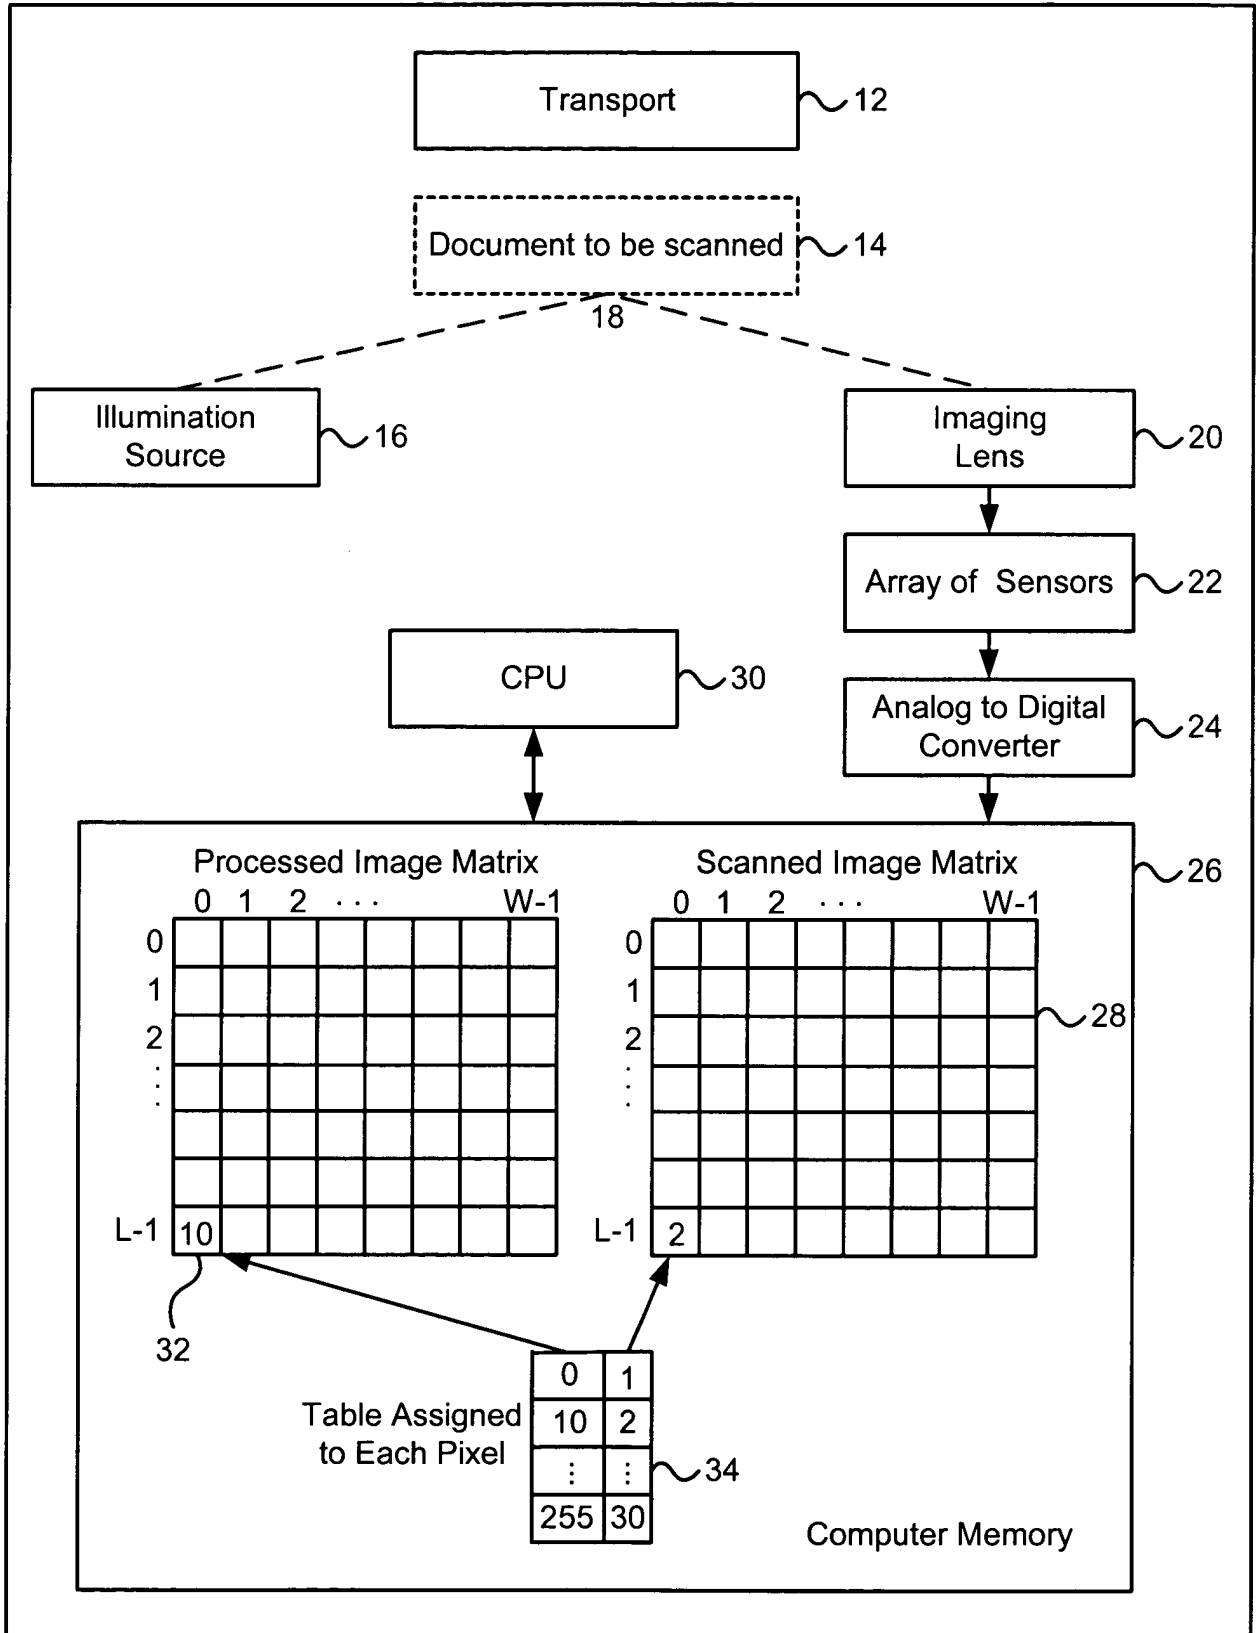 Transport
12
Document to be scanned
14
18
Illumination
Source
16
Imaging
Lens
20
Array of Sensors
22
CPU
30
Analog to Digital
Converter
24
26
Processed Image Matrix
0 1 2 · · · W-1
0
1
2
⋮
L-1 10
32
Scanned Image Matrix
0 1 2 · · · W-1
0
1
2
⋮
L-1 2
28
Table Assigned
to Each Pixel
0 1
10 2
⋮ ⋮
255 30
34
Computer Memory